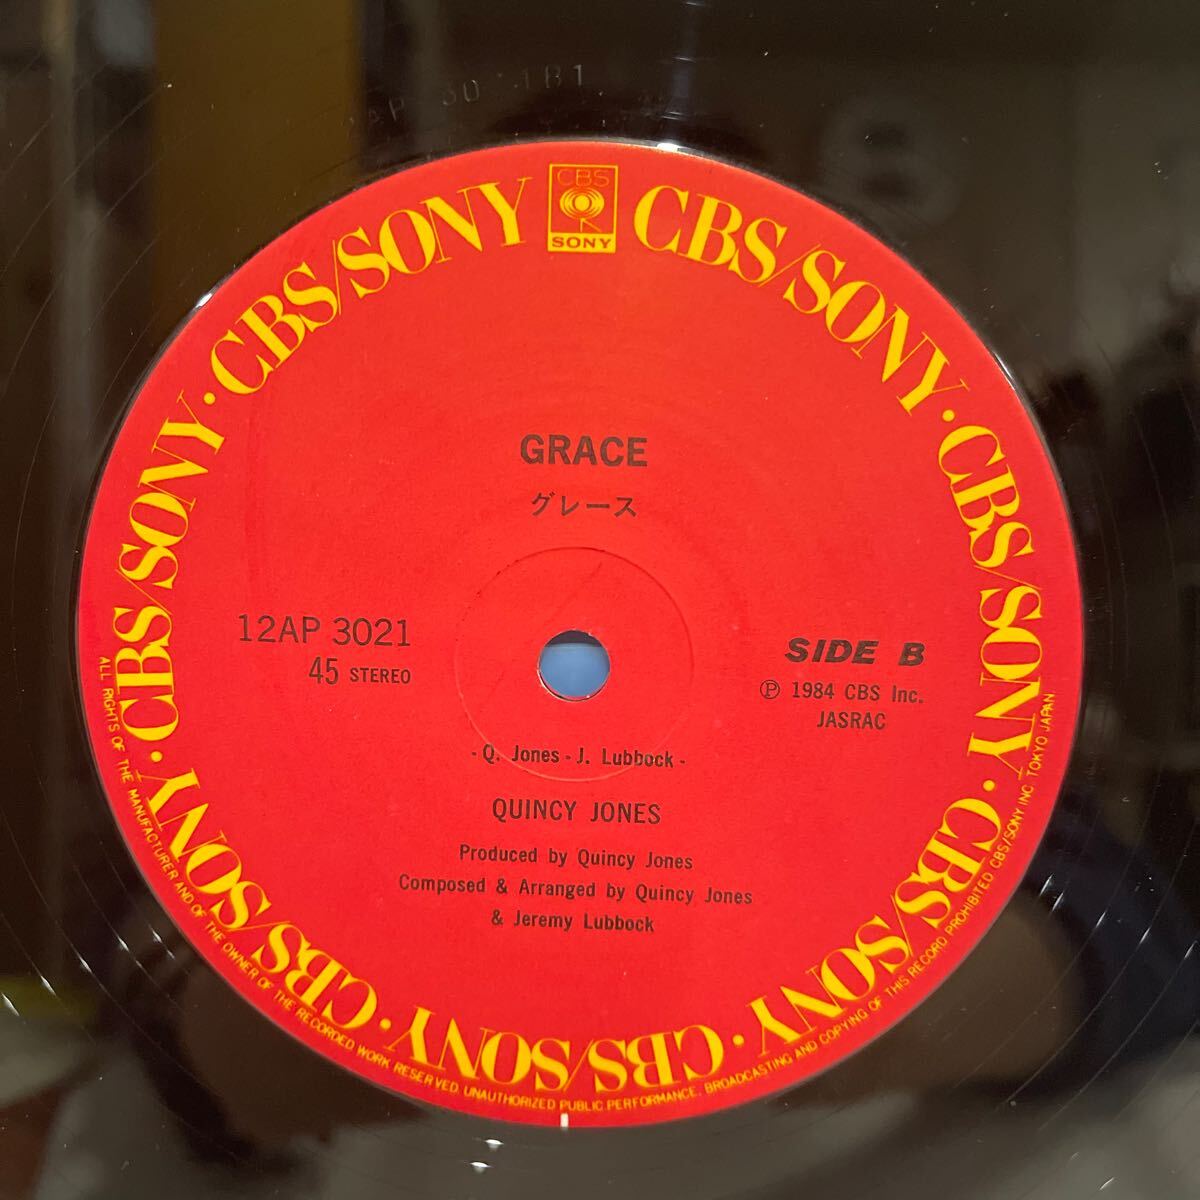 CBS
SONY
CBS/SONY · CBS/SONY · CBS/SONY · CBS/SONY · CBS/SONY · CBS/SONY · CBS/SONY · CBS/SONY
GRACE
グレース
12AP 3021
45 STEREO
SIDE B
Ⓟ 1984 CBS Inc.
JASRAC
- Q. Jones - J. Lubbock -
QUINCY JONES
Produced by Quincy Jones
Composed & Arranged by Quincy Jones
& Jeremy Lubbock
ALL RIGHTS OF THE MANUFACTURER AND OF THE OWNER OF THE RECORDED WORK RESERVED. UNAUTHORIZED PUBLIC PERFORMANCE, BROADCASTING AND COPYING OF THIS RECORD PROHIBITED. CBS/SONY INC. TOKYO JAPAN